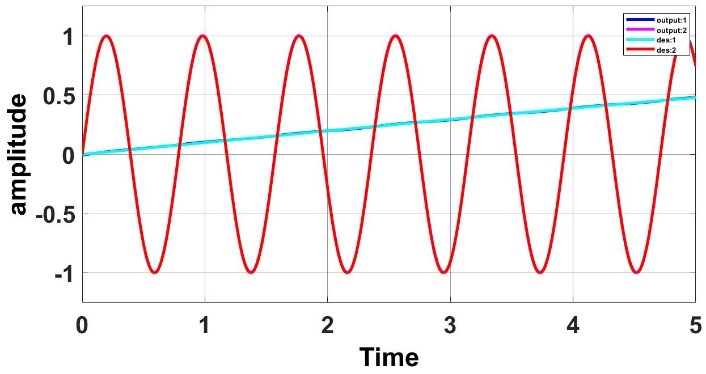 output:1
output:2
des:1
des:2
1
0.5
0
-0.5
-1
amplitude
0 1 2 3 4 5
Time